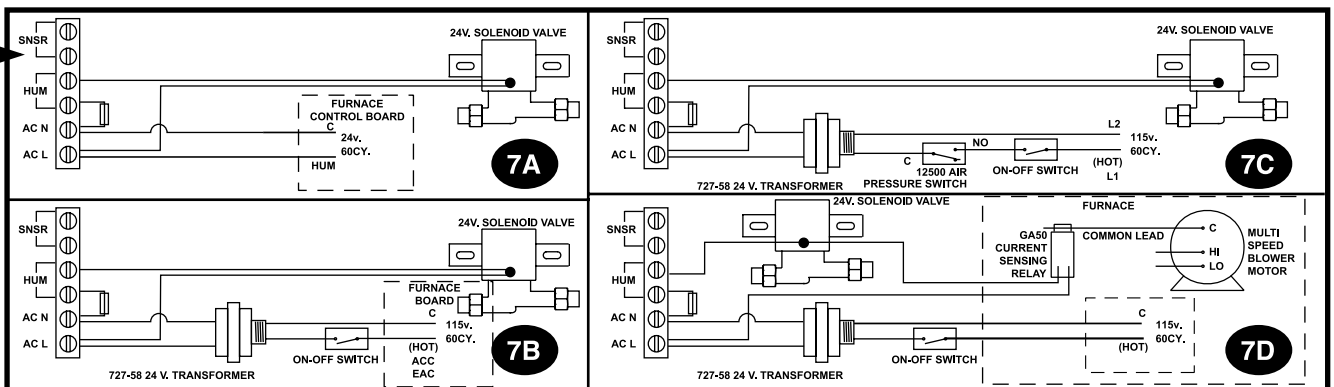 SNSR
HUM
AC N
AC L
24V. SOLENOID VALVE
FURNACE
CONTROL BOARD
C
24v.
60CY.
HUM
7A
SNSR
HUM
AC N
AC L
24V. SOLENOID VALVE
L2
115v.
60CY.
(HOT)
L1
NO
C
12500 AIR
PRESSURE SWITCH
ON-OFF SWITCH
727-58 24 V. TRANSFORMER
7C
SNSR
HUM
AC N
AC L
24V. SOLENOID VALVE
FURNACE
BOARD
C
115v.
60CY.
(HOT)
ACC
EAC
ON-OFF SWITCH
727-58 24 V. TRANSFORMER
7B
SNSR
HUM
AC N
AC L
24V. SOLENOID VALVE
FURNACE
GA50
CURRENT
SENSING
RELAY
COMMON LEAD
C
HI
LO
MULTI
SPEED
BLOWER
MOTOR
C
115v.
60CY.
(HOT)
ON-OFF SWITCH
727-58 24 V. TRANSFORMER
7D